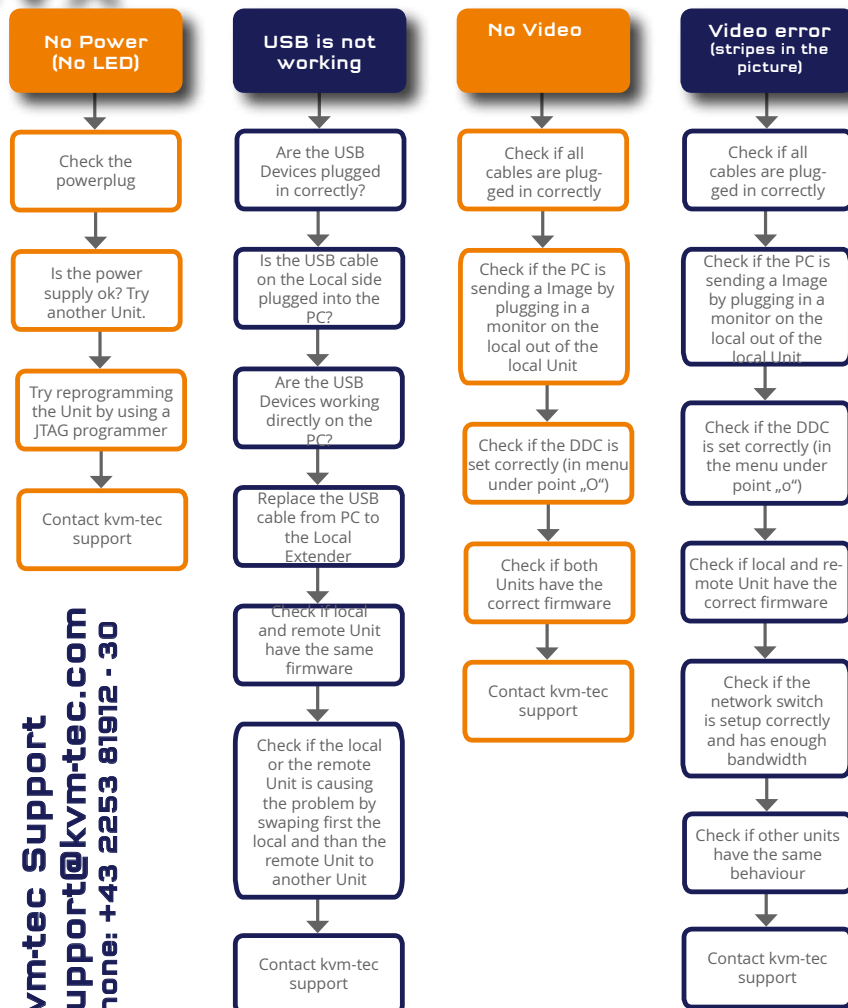 No Power
(No LED)
Check the
powerplug
Is the power
supply ok? Try
another Unit.
Try reprogramming
the Unit by using a
JTAG programmer
Contact kvm-tec
support
USB is not
working
Are the USB
Devices plugged
in correctly?
Is the USB cable
on the Local side
plugged into the
PC?
Are the USB
Devices working
directly on the
PC?
Replace the USB
cable from PC to
the Local
Extender
Check if local
and remote Unit
have the same
firmware
Check if the local
or the remote
Unit is causing
the problem by
swaping first the
local and than the
remote Unit to
another Unit
Contact kvm-tec
support
No Video
Check if all
cables are plug-
ged in correctly
Check if the PC is
sending a Image by
plugging in a
monitor on the
local out of the
local Unit
Check if the DDC is
set correctly (in menu
under point „O“)
Check if both
Units have the
correct firmware
Contact kvm-tec
support
Video error
(stripes in the
picture)
Check if all
cables are plug-
ged in correctly
Check if the PC is
sending a Image
by plugging in a
monitor on the
local out of the
local Unit
Check if the DDC
is set correctly (in
the menu under
point „o“)
Check if local and re-
mote Unit have the
correct firmware
Check if the
network switch
is setup correctly
and has enough
bandwidth
Check if other units
have the same
behaviour
Contact kvm-tec
support
vm-tec Support
upport@kvm-tec.com
hone: +43 2253 81912 - 30